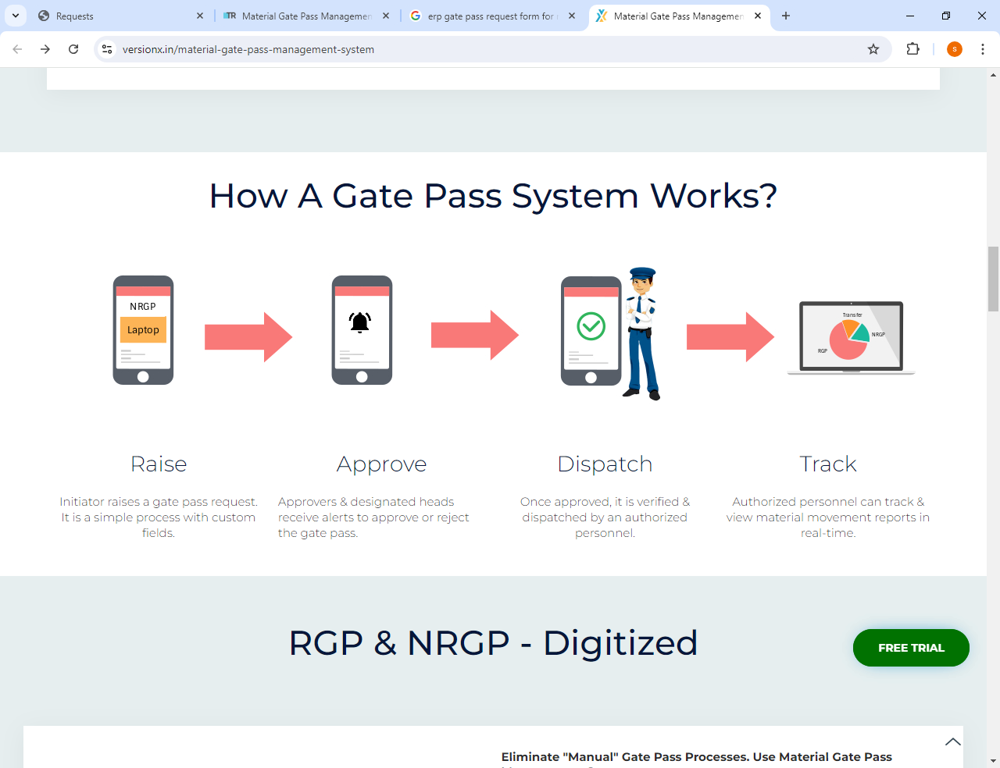 Requests
Material Gate Pass Managemen
erp gate pass request form for
Material Gate Pass Managemen
versionx.in/material-gate-pass-management-system
S
How A Gate Pass System Works?
NRGP
Laptop
Transfer
NRGP
RGP
Raise
Approve
Dispatch
Track
Initiator raises a gate pass request.
It is a simple process with custom
fields.
Approvers & designated heads
receive alerts to approve or reject
the gate pass.
Once approved, it is verified &
dispatched by an authorized
personnel.
Authorized personnel can track &
view material movement reports in
real-time.
RGP & NRGP - Digitized
FREE TRIAL
Eliminate "Manual" Gate Pass Processes. Use Material Gate Pass